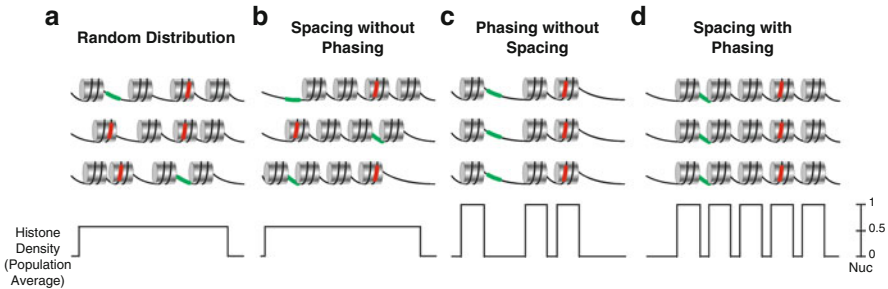 a
Random Distribution
b
Spacing without
Phasing
c
Phasing without
Spacing
d
Spacing with
Phasing
Histone
Density
(Population
Average)
1
0.5
0
Nuc